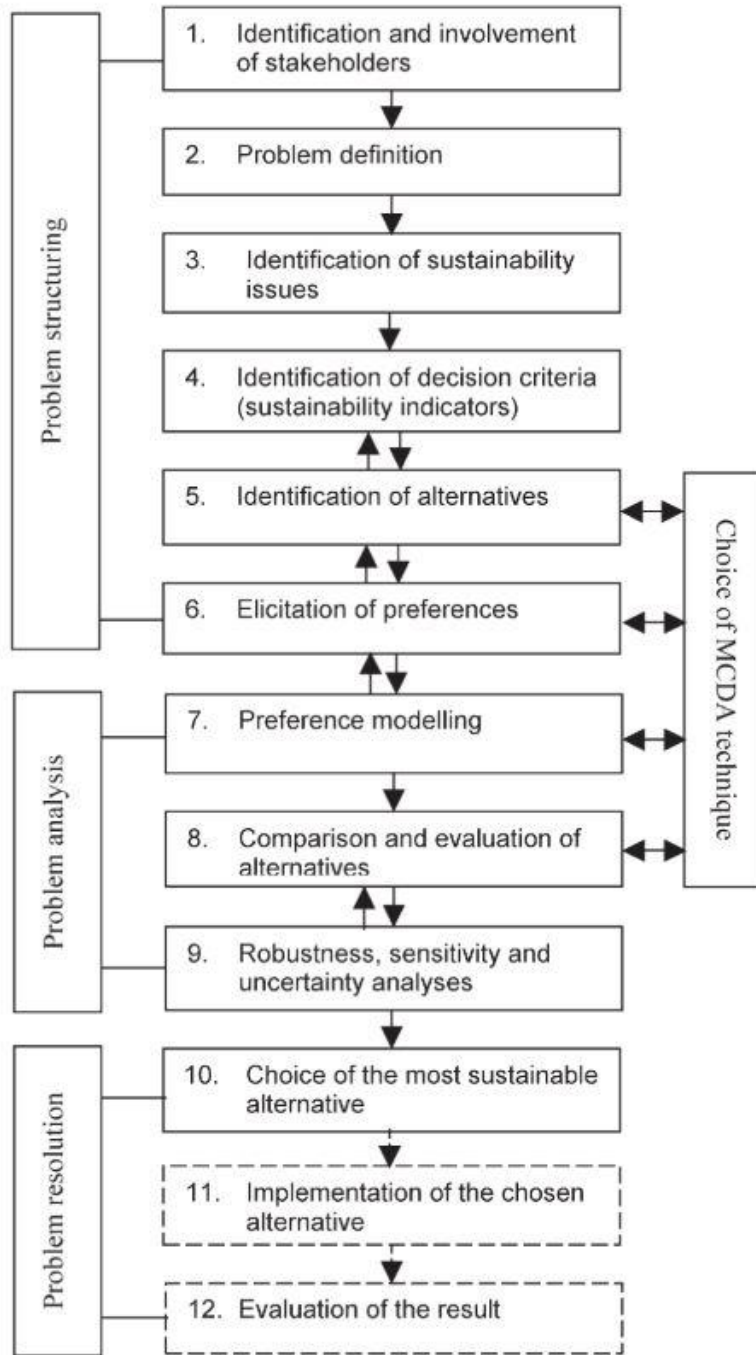 1. Identification and involvement
of stakeholders
2. Problem definition
3. Identification of sustainability
issues
4. Identification of decision criteria
(sustainability indicators)
5. Identification of alternatives
6. Elicitation of preferences
7. Preference modelling
8. Comparison and evaluation of
alternatives
9. Robustness, sensitivity and
uncertainty analyses
10. Choice of the most sustainable
alternative
11. Implementation of the chosen
alternative
12. Evaluation of the result
Problem structuring
Problem analysis
Problem resolution
Choice of MCDA technique